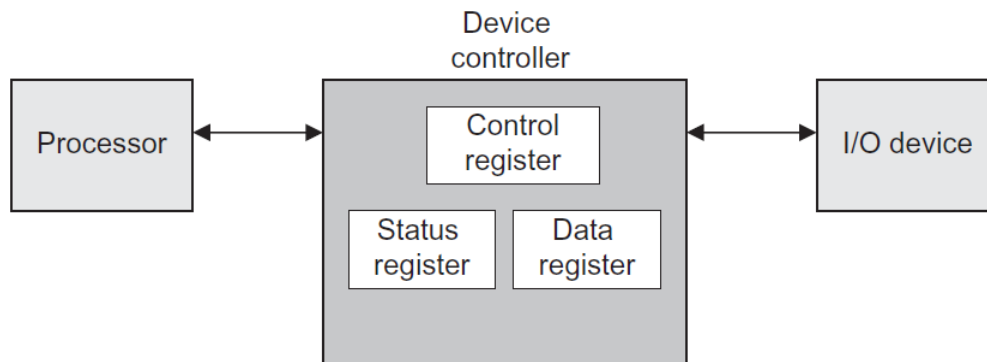 Device
controller
Processor
Control
register
I/O device
Status
register
Data
register